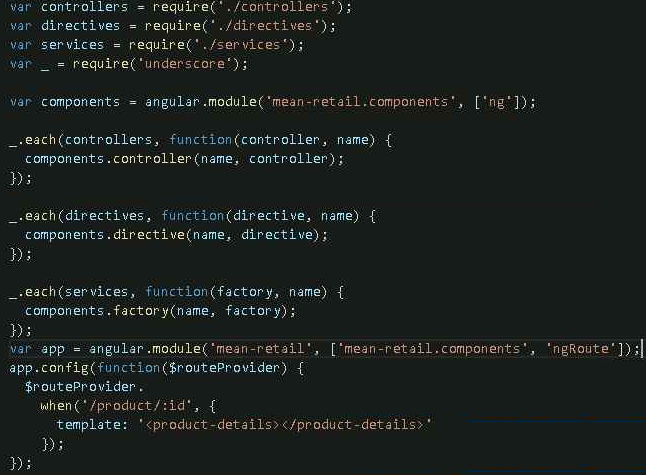 var controllers = require('./controllers');
var directives = require('./directives');
var services = require('./services');
var _ = require('underscore');
var components = angular.module('mean-retail.components', ['ng']);
_.each(controllers, function(controller, name) {
components.controller(name, controller);
});
_.each(directives, function(directive, name) {
components.directive(name, directive);
});
_.each(services, function(factory, name) {
components.factory(name, factory);
});
var app = angular.module('mean-retail', ['mean-retail.components', 'ngRoute']);
app.config(function($routeProvider) {
$routeProvider.
when('/product/:id', {
template: '<product-details></product-details>'
});
});